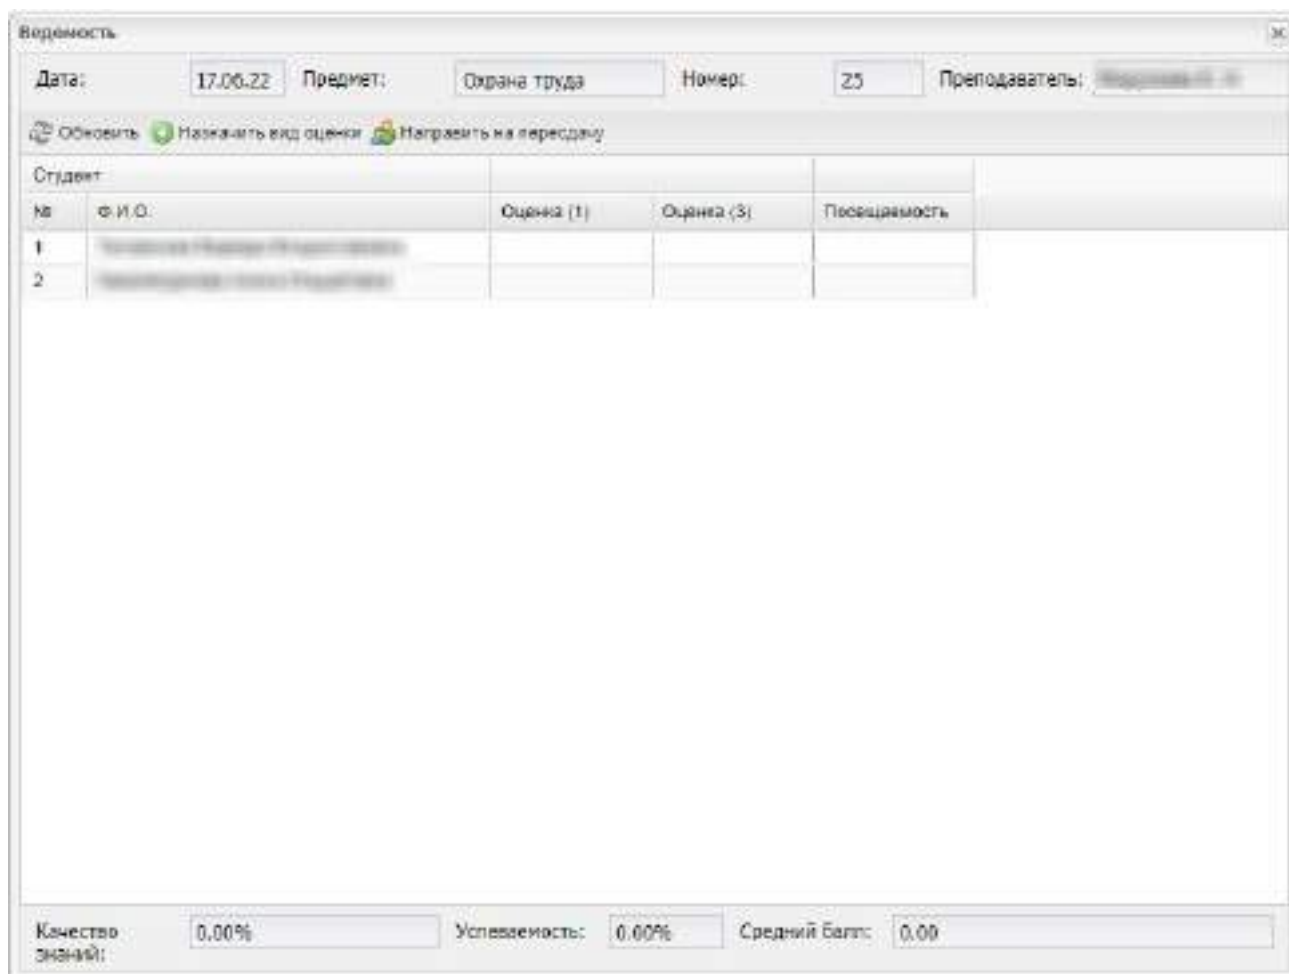 Ведомость
Дата: 17.06.22 Предмет: Охрана труда Номер: 25 Преподаватель:
Обновить Назначить вид оценки Направить на пересдачу
Студент
№ Ф.И.О. Оценка (1) Оценка (3) Посещаемость
1
2
Качество знаний: 0,00% Успеваемость: 0.00% Средний балл: 0,00